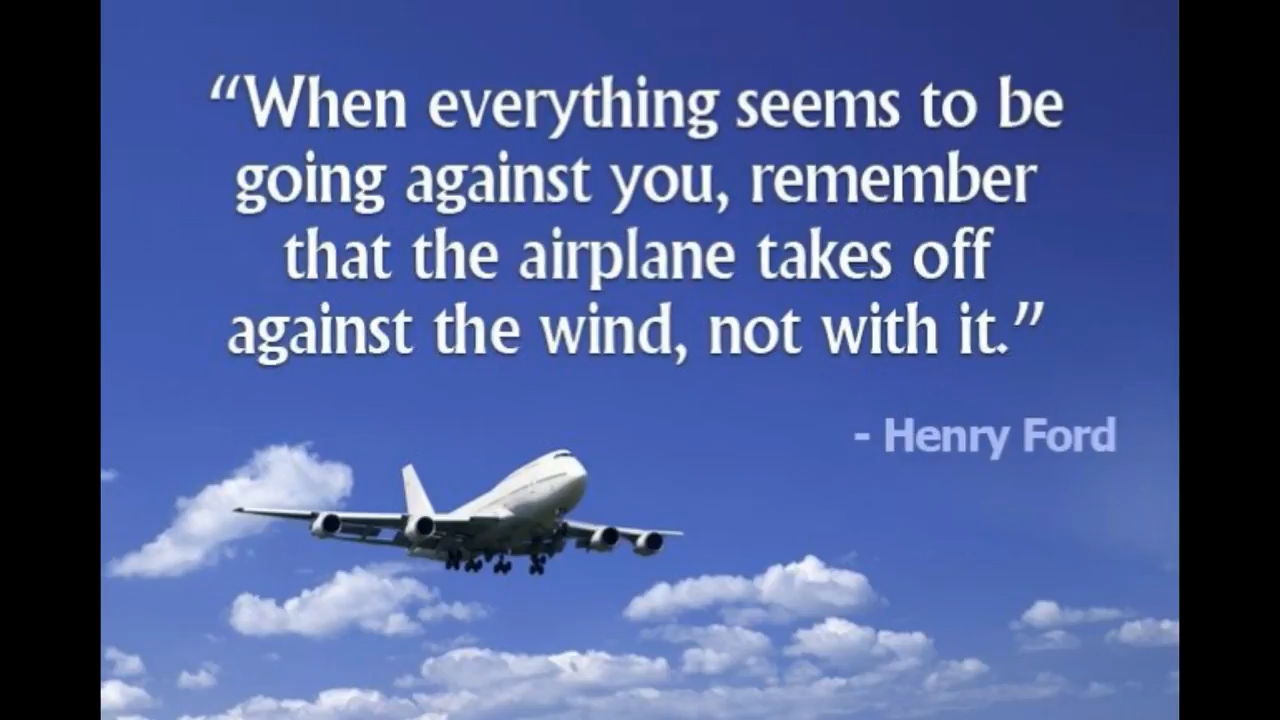 “When everything seems to be
going against you, remember
that the airplane takes off
against the wind, not with it.”
- Henry Ford